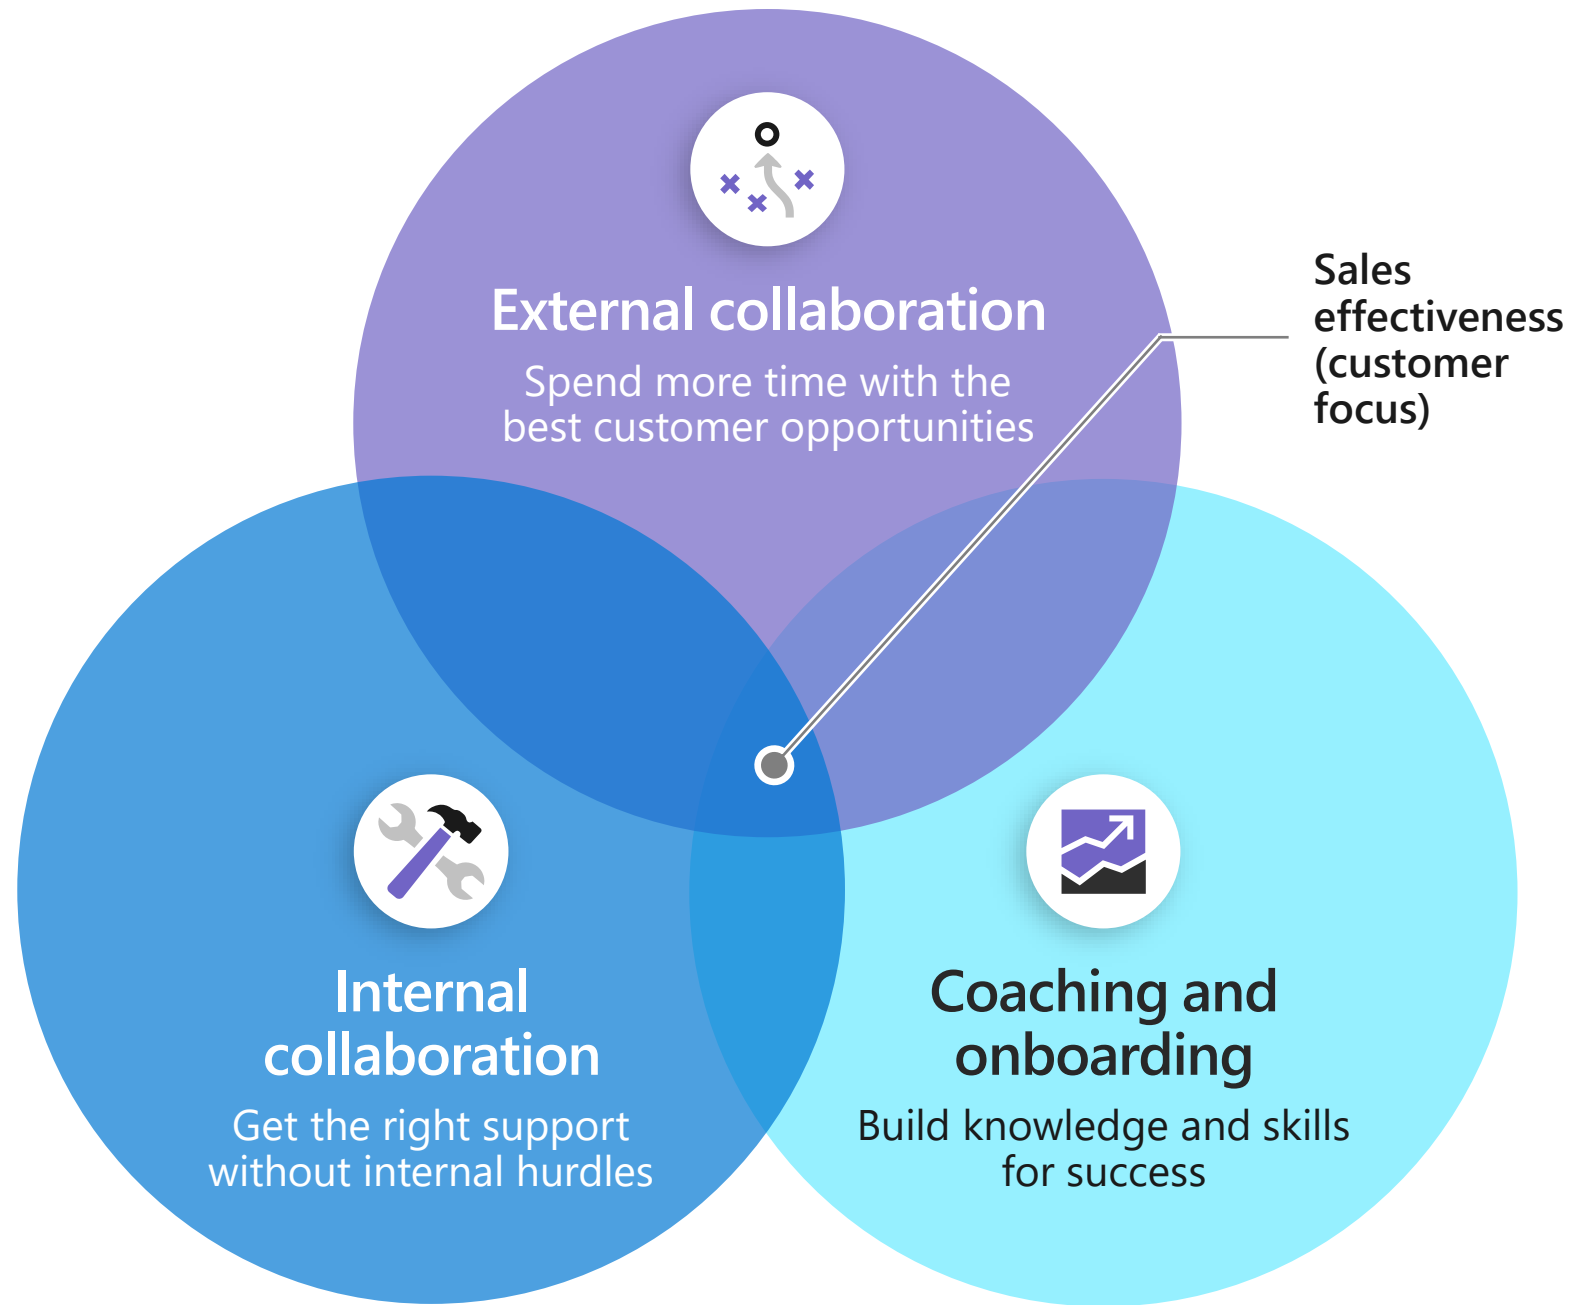 External collaboration
Spend more time with the
best customer opportunities
Sales
effectiveness
(customer
focus)
Internal
collaboration
Get the right support
without internal hurdles
Coaching and
onboarding
Build knowledge and skills
for success